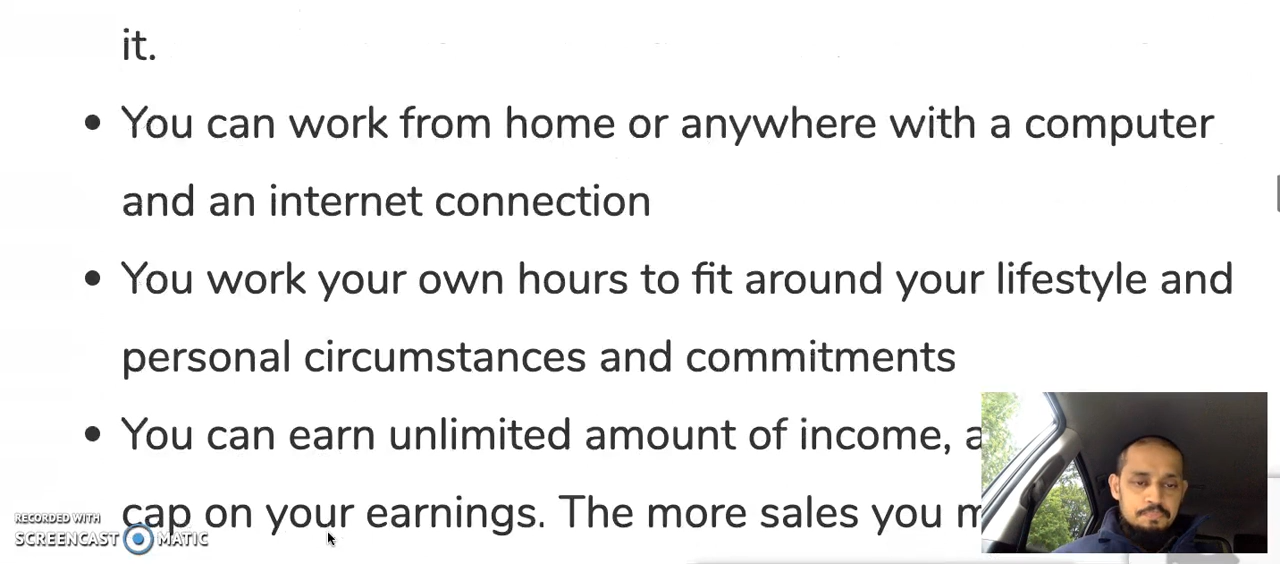 it.
• You can work from home or anywhere with a computer
and an internet connection
• You work your own hours to fit around your lifestyle and
personal circumstances and commitments
• You can earn unlimited amount of income,
cap on your earnings. The more sales you
RECORDED WITH
SCREENCAST MATIC